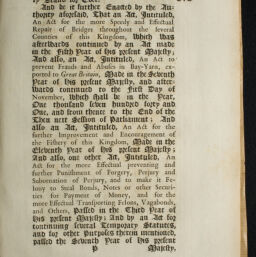 And be it further Enacted by the Au-
thority aforesaid, That an Act, Intituled,
An Act for the more Speedy and Effectual
Repair of Bridges throughout the several
Counties of this Kingdom, Which was
afterwards continued by an Act made
in the Fifth Year of his present Majesty;
And also, an Act, Intituled, An Act to
prevent Frauds and Abuses in Bay-Yarn, ex-
ported to Great Britain, Made in the Seventh
Year of his present Majesty, and after-
wards continued to the First Day of
November, Which shall be in the Year,
One thousand seven hundred forty and
One, and from thence to the End of the
Then next Session of Parliament; And
also an Act, Intituled, An Act for the
further Improvement and Encouragement of
the Fishery of this Kingdom, Made in the
Eleventh Year of his present Majesty;
And also, one other Act, Intituled, An
Act for the more Effectual preventing and
further Punishment of Forgery, Perjury and
Subornation of Perjury, and to make it Fe-
lony to Steal Bonds, Notes or other Securi-
ties for Payment of Money, and for the
more Effectual Transporting Felons, Vagabonds,
and Others, Passed in the Third Year of
his present Majesty; And by an Act for
continuing several Temporary Statutes,
and for other Purposes therein mentioned,
passed the Seventh Year of his present
P Majesty,